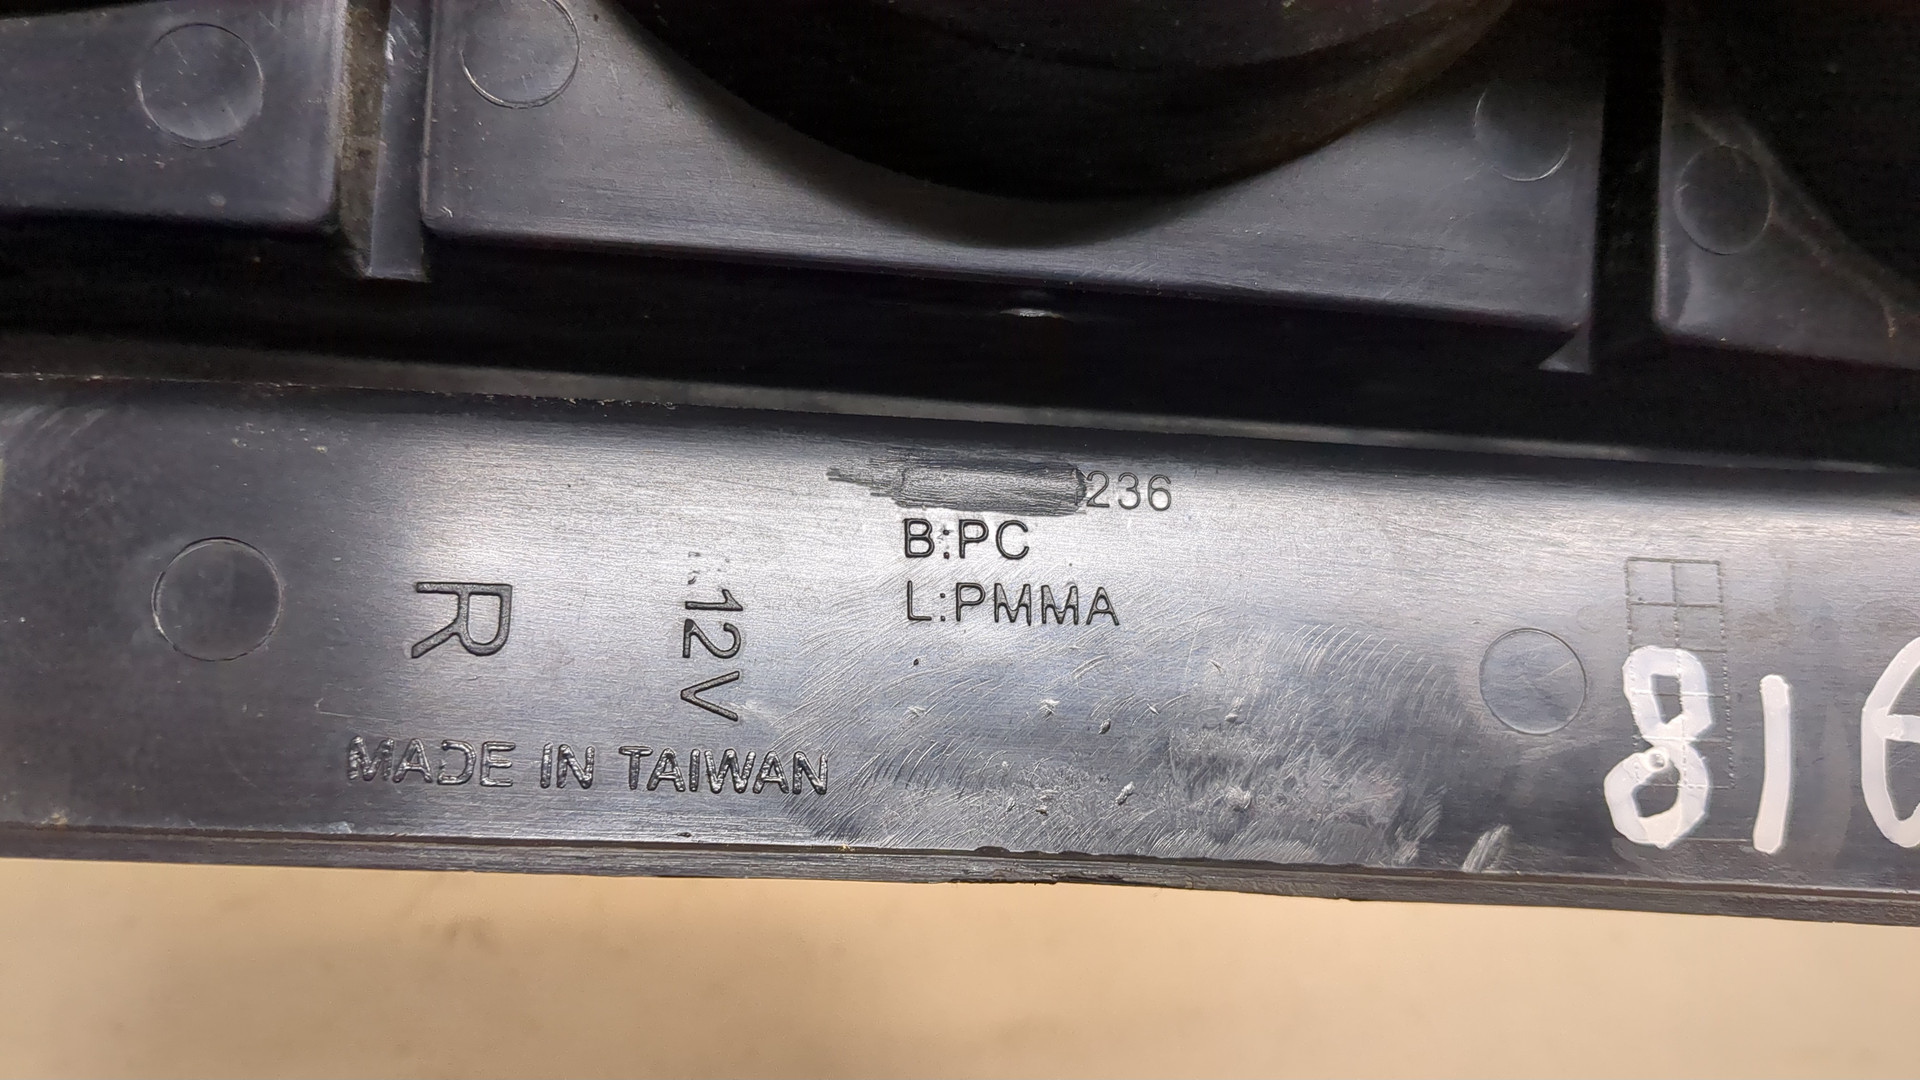 236
B:PC
L:PMMA
R
12V
MADE IN TAIWAN
81